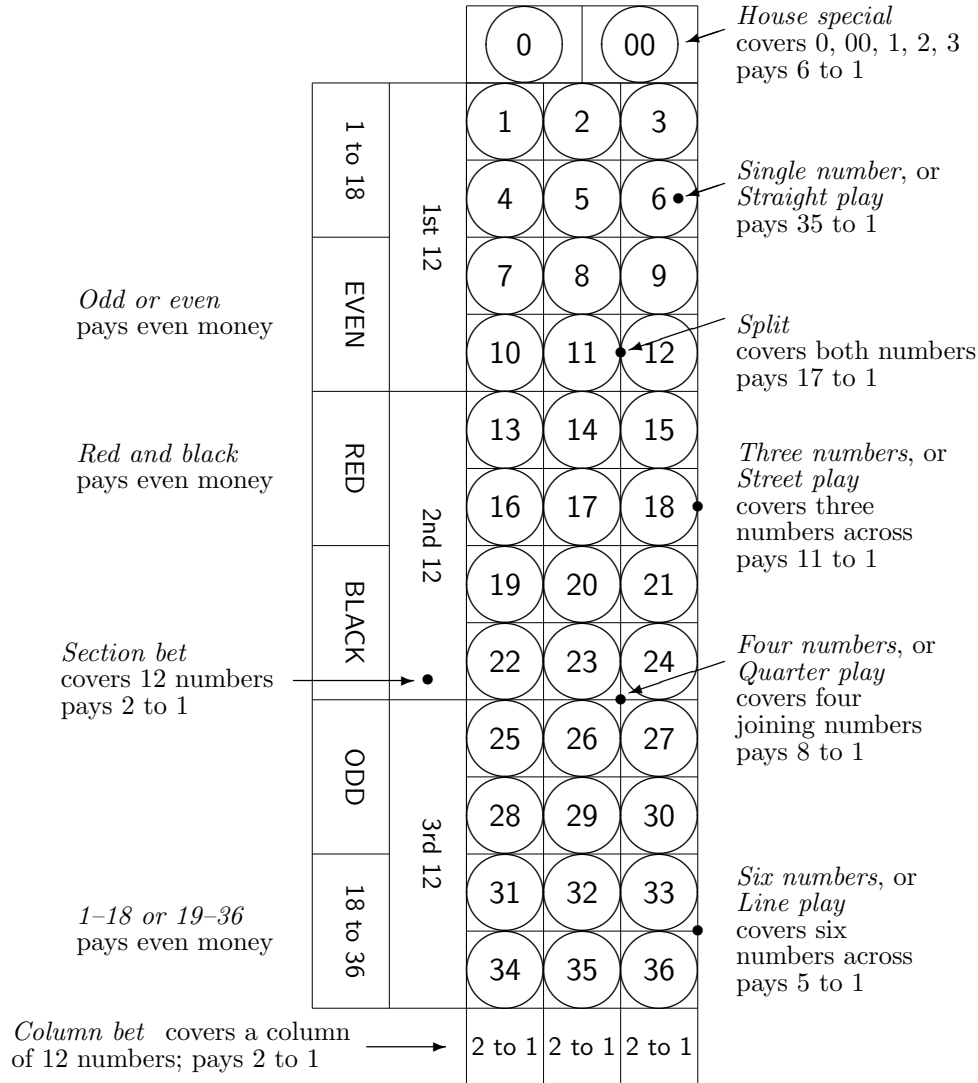 0
00
House special
covers 0, 00, 1, 2, 3
pays 6 to 1
1 to 18
1st 12
1
2
3
4
5
6
Single number, or
Straight play
pays 35 to 1
EVEN
7
8
9
Odd or even
pays even money
10
11
12
Split
covers both numbers
pays 17 to 1
RED
2nd 12
13
14
15
Red and black
pays even money
16
17
18
Three numbers, or
Street play
covers three
numbers across
pays 11 to 1
BLACK
19
20
21
22
23
24
Section bet
covers 12 numbers
pays 2 to 1
Four numbers, or
Quarter play
covers four
joining numbers
pays 8 to 1
ODD
3rd 12
25
26
27
28
29
30
18 to 36
31
32
33
1–18 or 19–36
pays even money
34
35
36
Six numbers, or
Line play
covers six
numbers across
pays 5 to 1
Column bet covers a column
of 12 numbers; pays 2 to 1
2 to 1
2 to 1
2 to 1